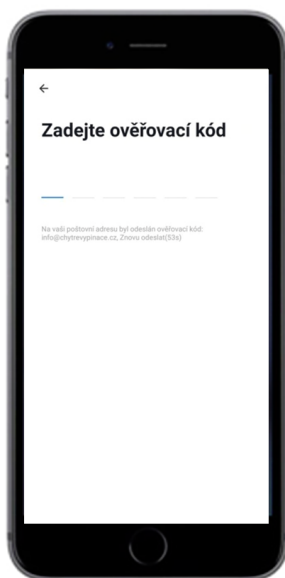 Zadejte ověřovací kód
Na vaši poštovní adresu byl odeslán ověřovací kód:
info@chytrevypinace.cz, Znovu odeslat(53s)